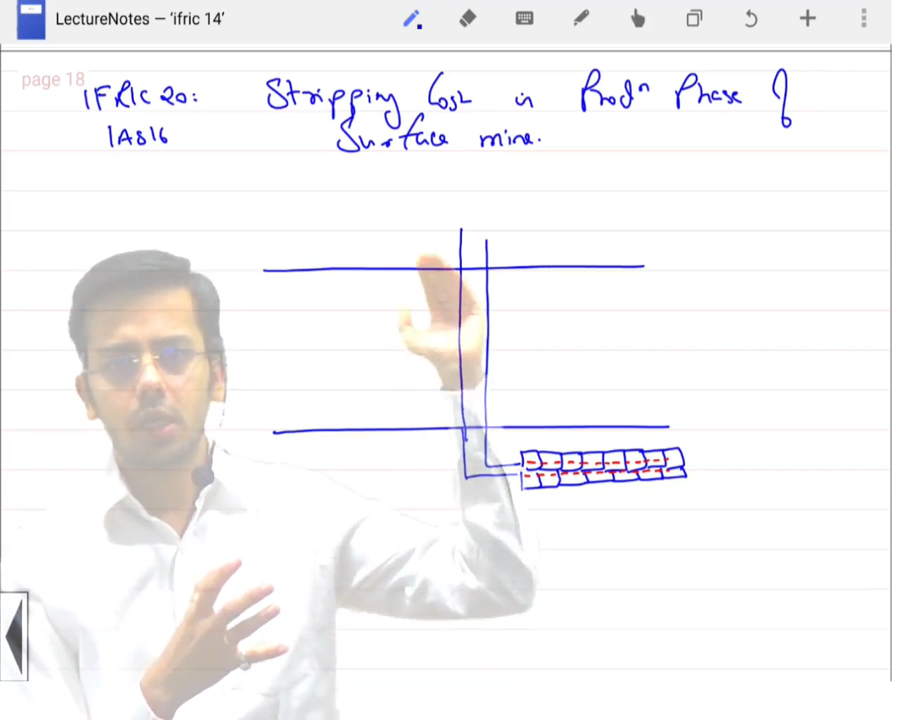 LectureNotes – 'ifric 14'
page 18
IFRIC 20: Stripping Cost in Prodn Phase of
IAS16 Surface mine.